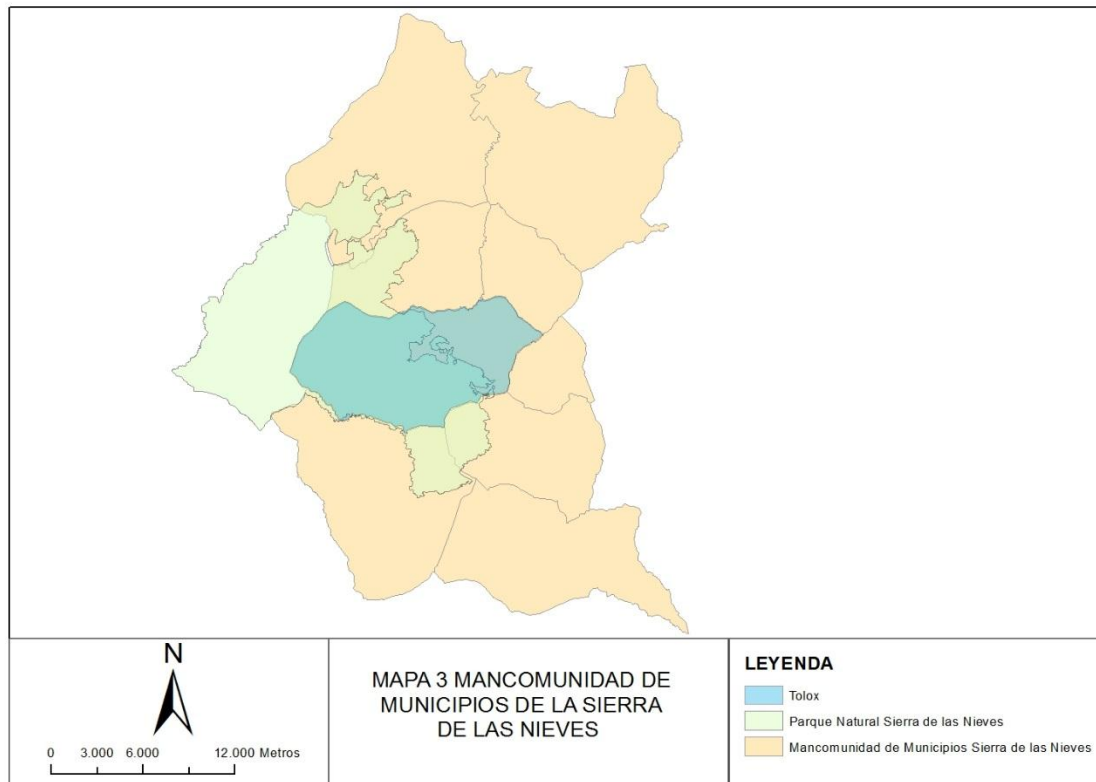 N
0 3.000 6.000 12.000 Metros
MAPA 3 MANCOMUNIDAD DE
MUNICIPIOS DE LA SIERRA
DE LAS NIEVES
LEYENDA
Tolox
Parque Natural Sierra de las Nieves
Mancomunidad de Municipios Sierra de las Nieves